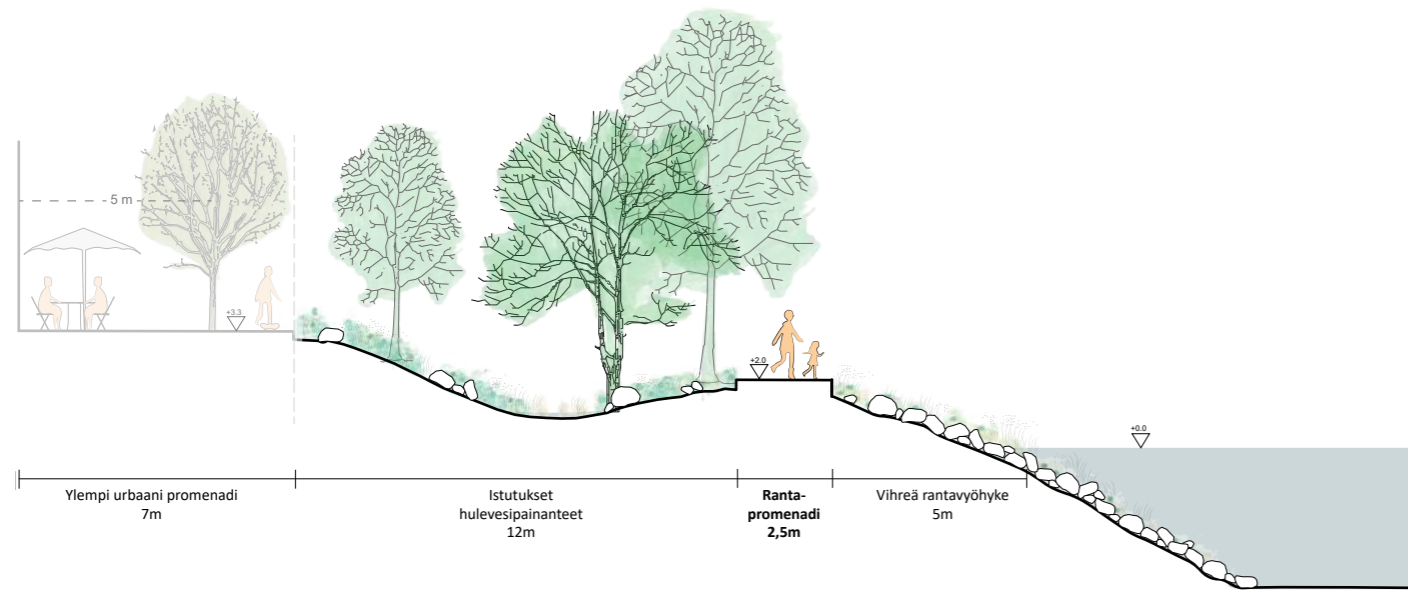 5 m
+3.3
+2.0
+0.0
Ylempi urbaani promenadi
7m
Istutukset
hulevesipainanteet
12m
Ranta-
promenadi
2,5m
Vihreä rantavyöhyke
5m